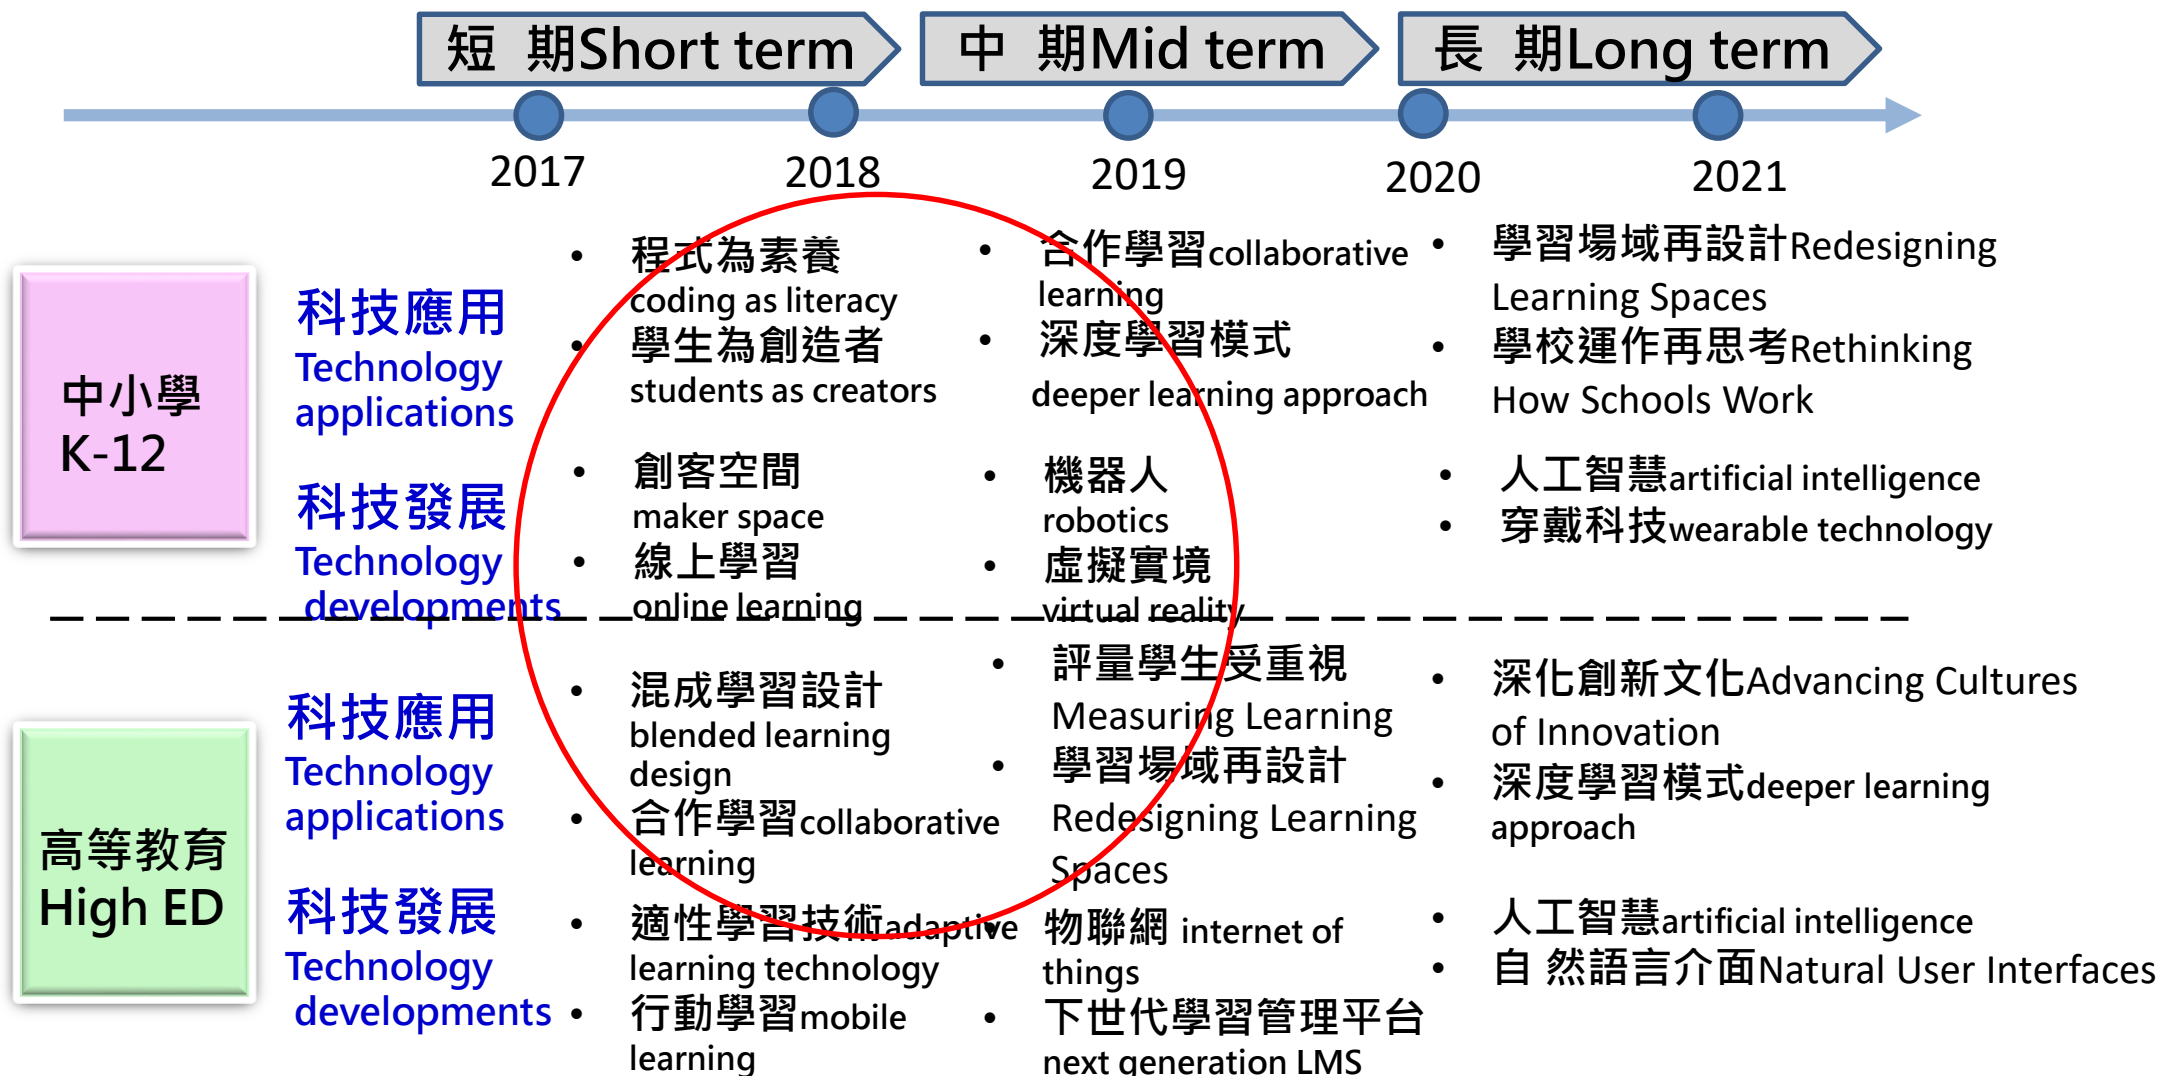 短 期Short term
中 期Mid term
長 期Long term
2017
2018
2019
2020
2021
中小學
K-12
科技應用
Technology
applications
• 程式為素養
coding as literacy
• 學生為創造者
students as creators
• 合作學習collaborative
learning
• 深度學習模式
deeper learning approach
• 學習場域再設計Redesigning
Learning Spaces
• 學校運作再思考Rethinking
How Schools Work
科技發展
Technology
developments
• 創客空間
maker space
• 線上學習
online learning
• 機器人
robotics
• 虛擬實境
virtual reality
• 人工智慧artificial intelligence
• 穿戴科技wearable technology
高等教育
High ED
科技應用
Technology
applications
• 混成學習設計
blended learning
design
• 合作學習collaborative
learning
• 評量學生受重視
Measuring Learning
• 學習場域再設計
Redesigning Learning
Spaces
• 深化創新文化Advancing Cultures
of Innovation
• 深度學習模式deeper learning
approach
科技發展
Technology
developments
• 適性學習技術adaptive
learning technology
• 行動學習mobile
learning
• 物聯網 internet of
things
• 下世代學習管理平台
next generation LMS
• 人工智慧artificial intelligence
• 自 然語言介面Natural User Interfaces